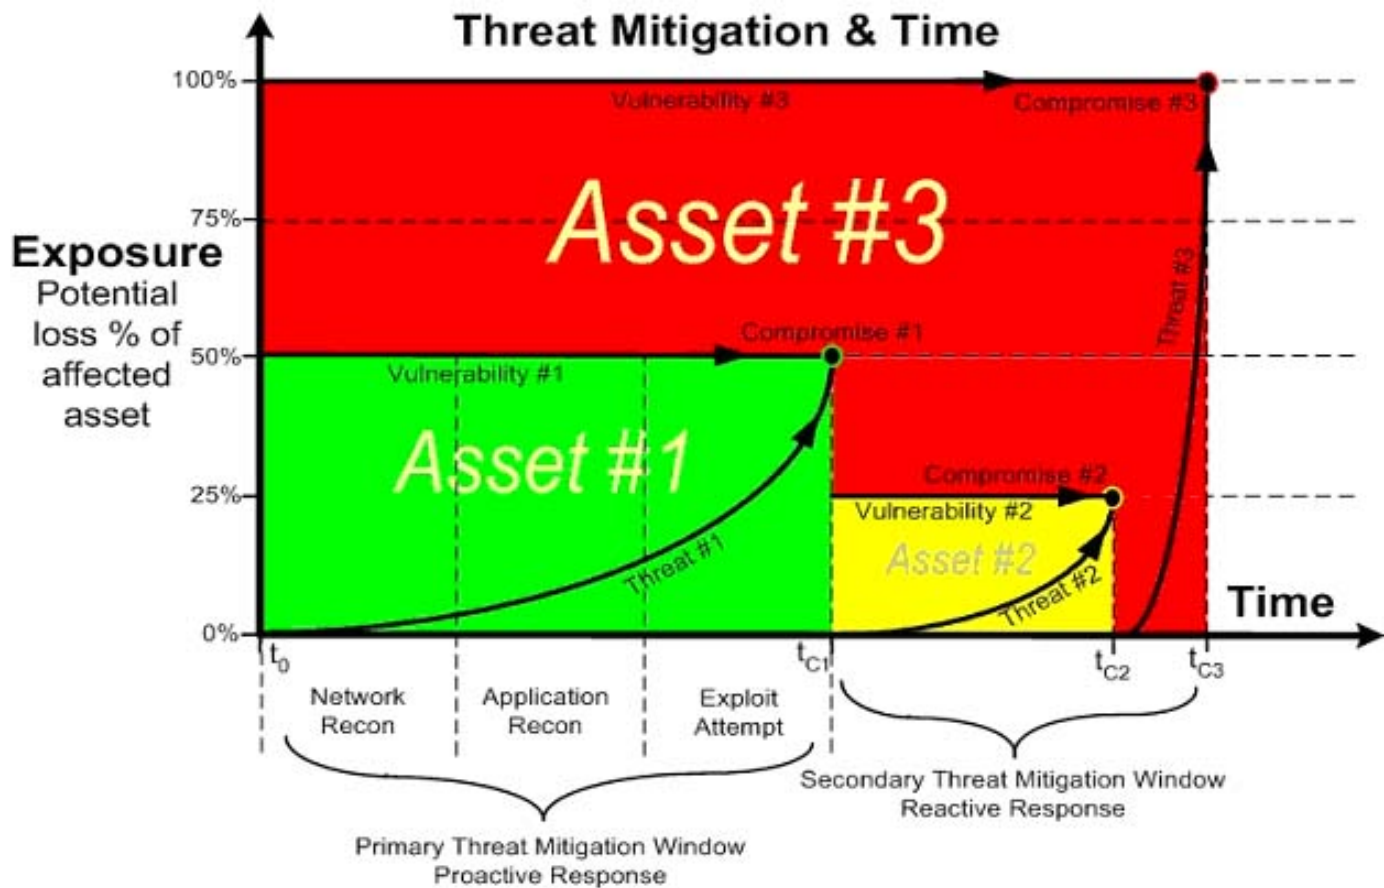 Threat Mitigation & Time
100%
Vulnerability #3
Compromise #3
Asset #3
75%
Exposure
Potential
loss % of
affected
asset
Threat #3
Compromise #1
50%
Vulnerability #1
Asset #1
Compromise #2
25%
Vulnerability #2
Asset #2
Threat #1
Threat #2
Time
0%
t0
tC1
tC2
tC3
Network
Recon
Application
Recon
Exploit
Attempt
Secondary Threat Mitigation Window
Reactive Response
Primary Threat Mitigation Window
Proactive Response